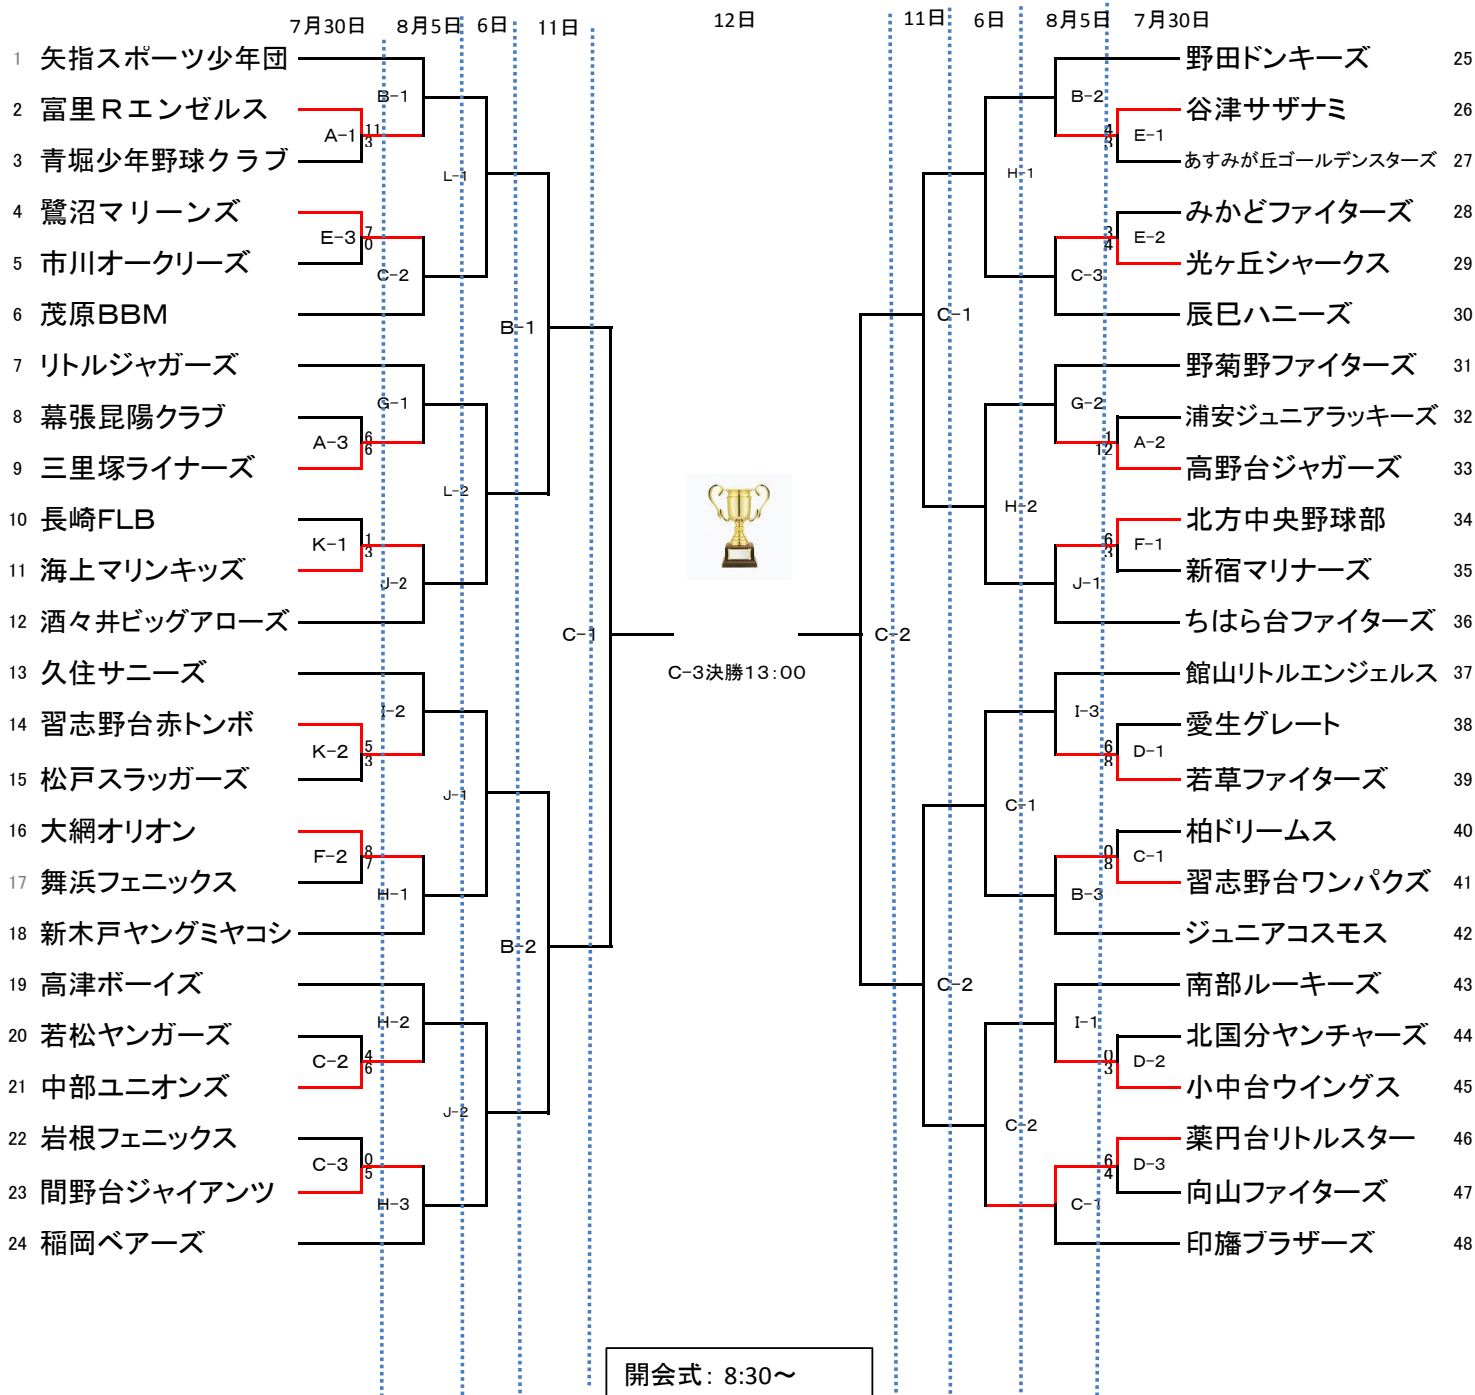 7月30日 8月5日 6日 11日 12日 11日 6日 8月5日 7月30日
1 矢指スポーツ少年団
B-1
2 富里Rエンゼルス
A-1 11
3
3 青堀少年野球クラブ
L-1
4 鷺沼マリーンズ
E-3 7
0
5 市川オークリーズ
C-2
6 茂原BBM
B-1
7 リトルジャガーズ
G-1
8 幕張昆陽クラブ
A-3 6
6
9 三里塚ライナーズ
L-2
10 長崎FLB
K-1 1
3
11 海上マリンキッズ
J-2
12 酒々井ビッグアローズ
C-1
13 久住サニーズ
I-2
14 習志野台赤トンボ
K-2 5
3
15 松戸スラッガーズ
J-1
16 大網オリオン
F-2 8
7
17 舞浜フェニックス
H-1
18 新木戸ヤングミヤコシ
B-2
19 高津ボーイズ
H-2
20 若松ヤンガーズ
C-2 4
6
21 中部ユニオンズ
J-2
22 岩根フェニックス
C-3 0
5
23 間野台ジャイアンツ
H-3
24 稲岡ベアーズ
C-3決勝13:00
野田ドンキーズ 25
B-2
谷津サザナミ 26
4
3 E-1
あすみが丘ゴールデンスターズ 27
H-1
みかどファイターズ 28
3
4 E-2
光ヶ丘シャークス 29
C-3
辰巳ハニーズ 30
C-1
野菊野ファイターズ 31
G-2
浦安ジュニアラッキーズ 32
1
12 A-2
高野台ジャガーズ 33
H-2
北方中央野球部 34
6
3 F-1
新宿マリナーズ 35
J-1
ちはら台ファイターズ 36
C-2
館山リトルエンジェルス 37
I-3
愛生グレート 38
6
8 D-1
若草ファイターズ 39
C-1
柏ドリームス 40
0
8 C-1
習志野台ワンパクズ 41
B-3
ジュニアコスモス 42
C-2
南部ルーキーズ 43
I-1
北国分ヤンチャーズ 44
0
3 D-2
小中台ウイングス 45
C-2
薬円台リトルスター 46
6
4 D-3
向山ファイターズ 47
C-1
印旛ブラザーズ 48
開会式: 8:30～